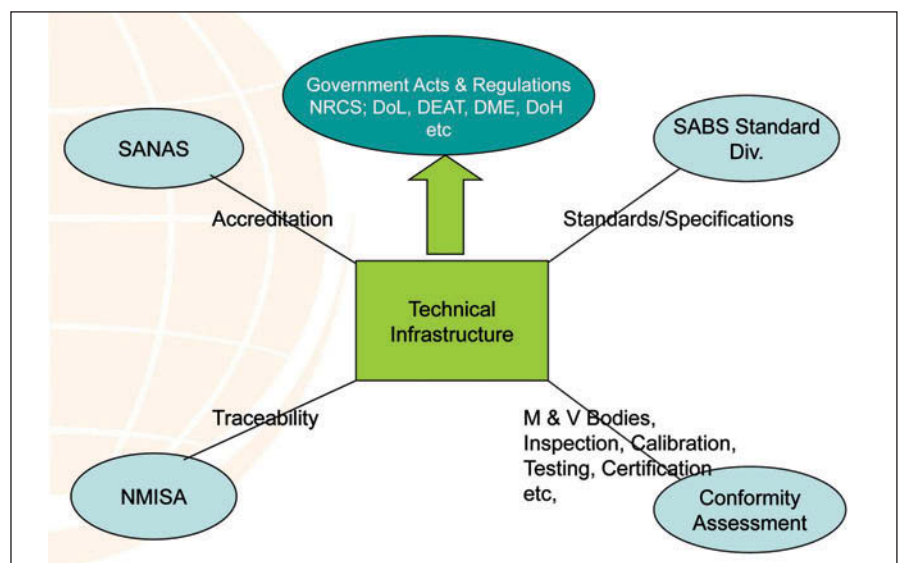 Government Acts & Regulations
NRCS; DoL, DEAT, DME, DoH
etc
SANAS
SABS Standard
Div.
Accreditation
Standards/Specifications
Technical
Infrastructure
Traceability
M & V Bodies,
Inspection, Calibration,
Testing, Certification
etc,
NMISA
Conformity
Assessment